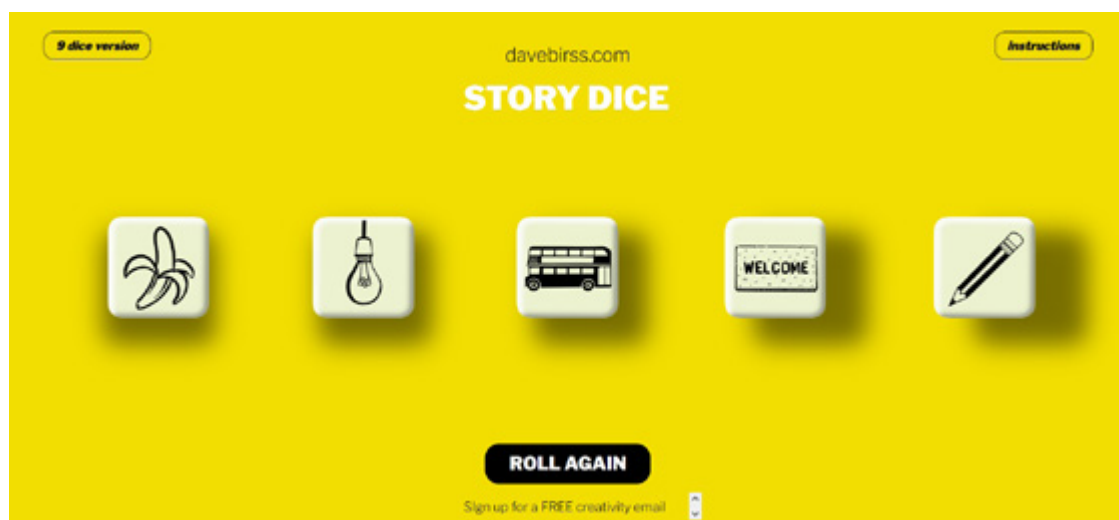 9 dice version
instructions
davebirss.com
STORY DICE
WELCOME
ROLL AGAIN
Sign up for a FREE creativity email